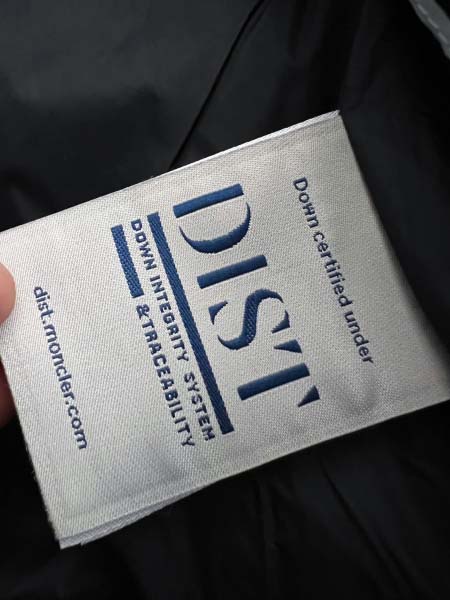 Down certified under
DIST
DOWN INTEGRITY SYSTEM
& TRACEABILITY
dist.moncler.com